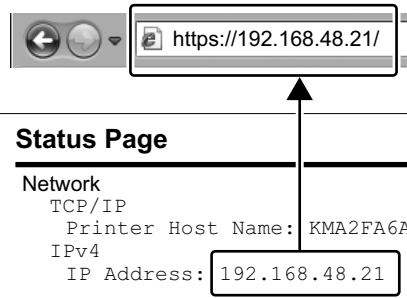 https://192.168.48.21/
Status Page
Network
TCP/IP
Printer Host Name: KMA2FA6A
IPv4
IP Address: 192.168.48.21